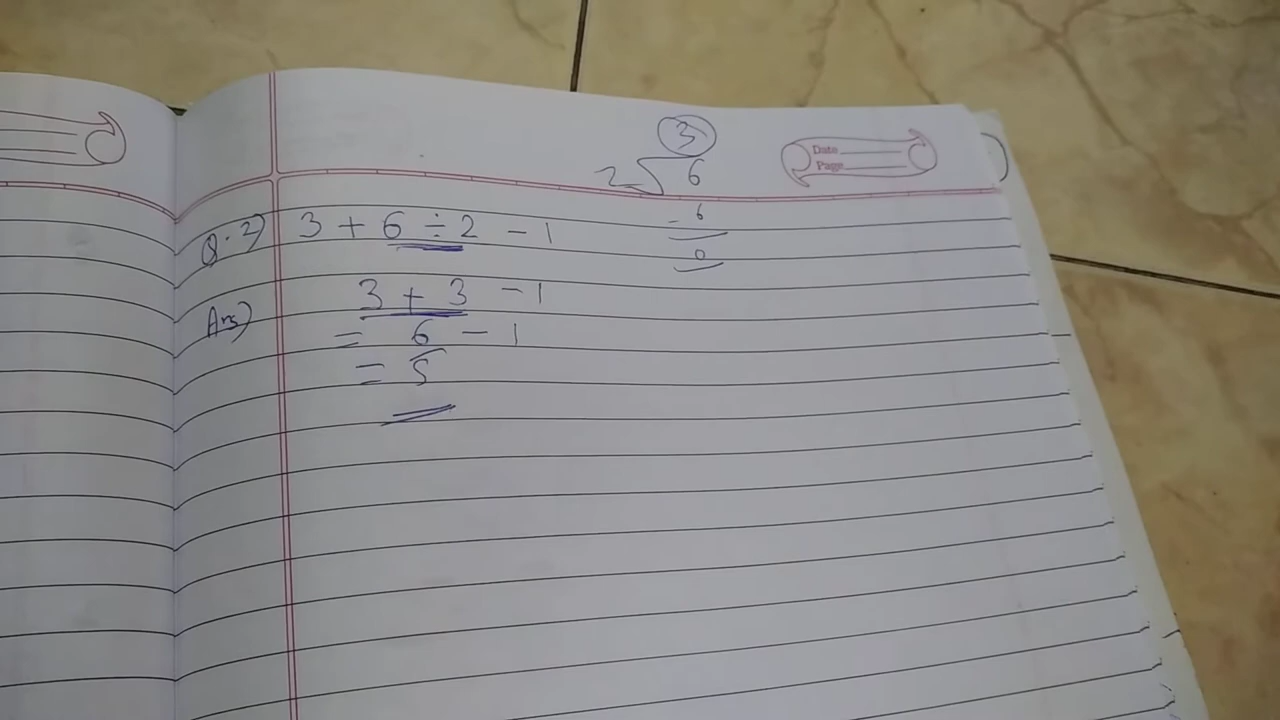 3
2 6
- 6
0
Date
Page
Q.2) 3 + 6 ÷ 2 - 1
Ans) 3 + 3 - 1
= 6 - 1
= 5